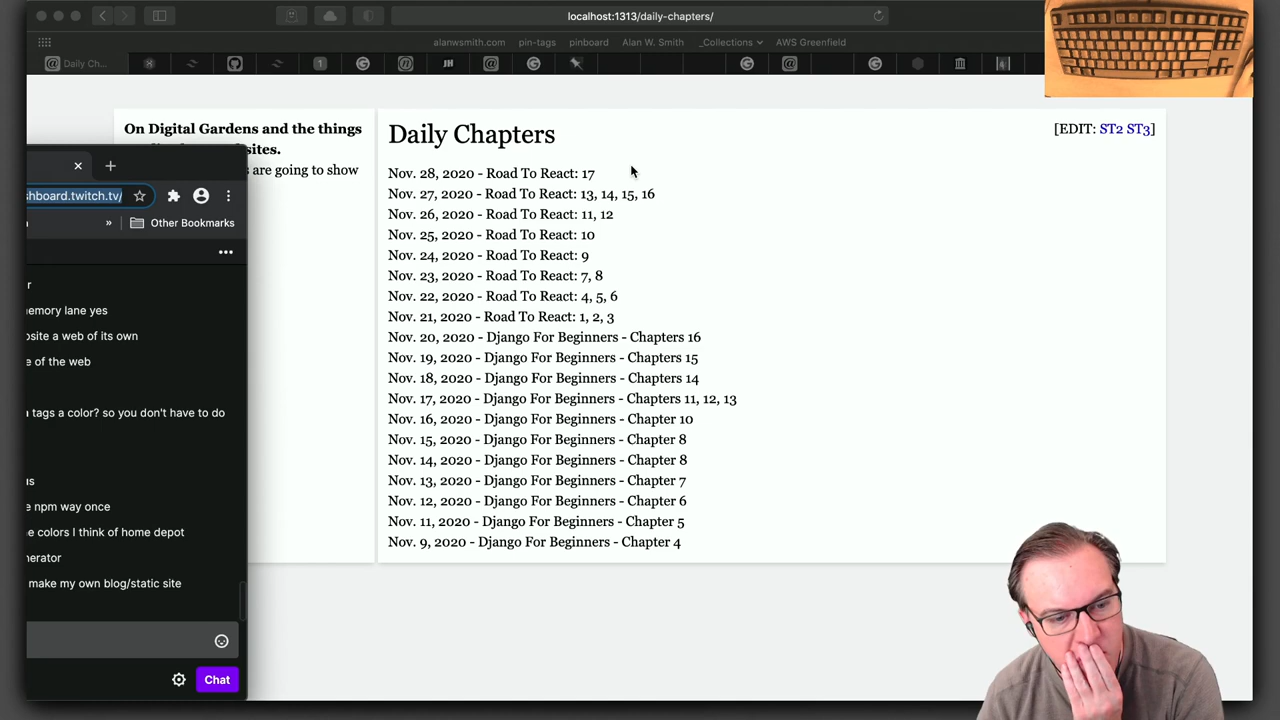 localhost:1313/daily-chapters/
alanwsmith.com pin-tags pinboard Alan W. Smith _Collections AWS Greenfield
Daily Ch...
On Digital Gardens and the things
sites.
s are going to show
Daily Chapters
[EDIT: ST2 ST3]
Nov. 28, 2020 - Road To React: 17
Nov. 27, 2020 - Road To React: 13, 14, 15, 16
Nov. 26, 2020 - Road To React: 11, 12
Nov. 25, 2020 - Road To React: 10
Nov. 24, 2020 - Road To React: 9
Nov. 23, 2020 - Road To React: 7, 8
Nov. 22, 2020 - Road To React: 4, 5, 6
Nov. 21, 2020 - Road To React: 1, 2, 3
Nov. 20, 2020 - Django For Beginners - Chapters 16
Nov. 19, 2020 - Django For Beginners - Chapters 15
Nov. 18, 2020 - Django For Beginners - Chapters 14
Nov. 17, 2020 - Django For Beginners - Chapters 11, 12, 13
Nov. 16, 2020 - Django For Beginners - Chapter 10
Nov. 15, 2020 - Django For Beginners - Chapter 8
Nov. 14, 2020 - Django For Beginners - Chapter 8
Nov. 13, 2020 - Django For Beginners - Chapter 7
Nov. 12, 2020 - Django For Beginners - Chapter 6
Nov. 11, 2020 - Django For Beginners - Chapter 5
Nov. 9, 2020 - Django For Beginners - Chapter 4
shboard.twitch.tv/
» Other Bookmarks
r
emory lane yes
osite a web of its own
e of the web
a tags a color? so you don't have to do
us
e npm way once
e colors I think of home depot
nerator
make my own blog/static site
Chat